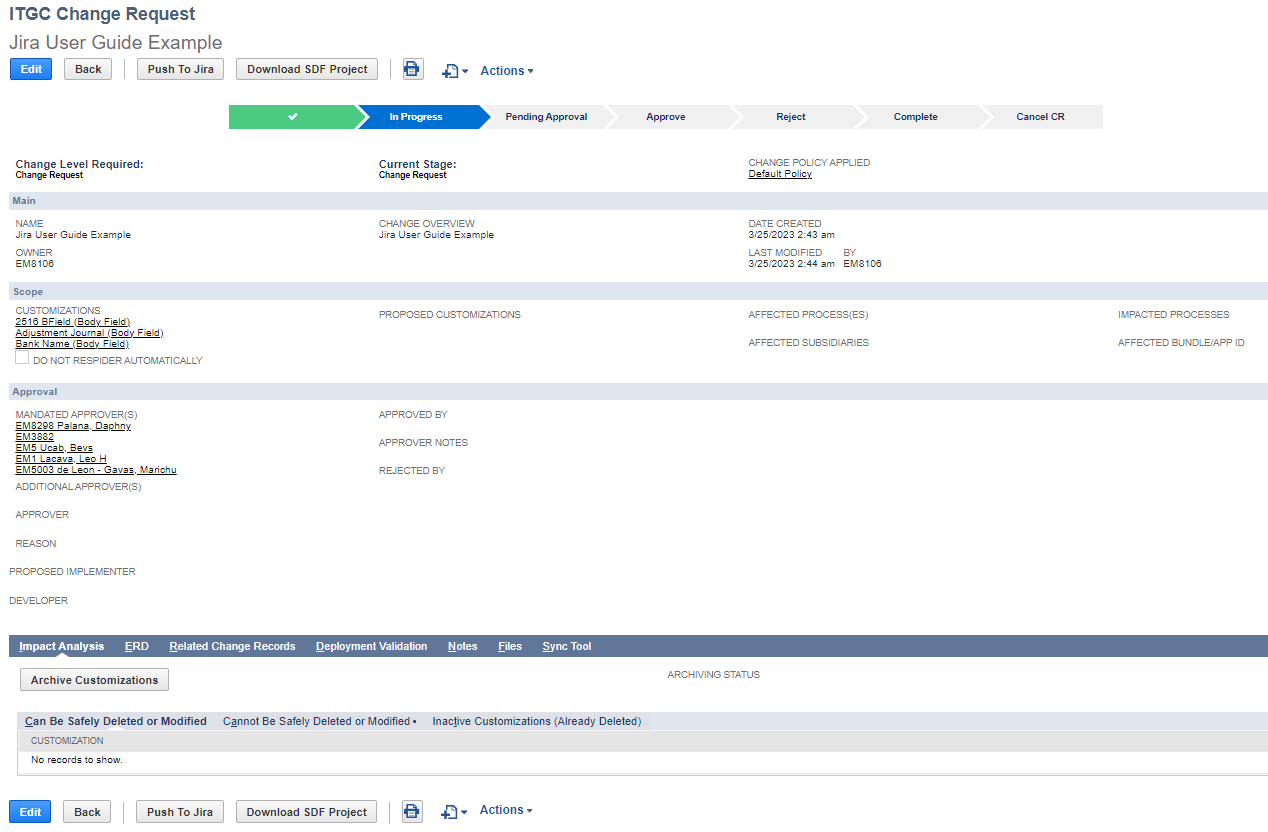 ITGC Change Request
Jira User Guide Example
Edit Back Push To Jira Download SDF Project Actions
In Progress Pending Approval Approve Reject Complete Cancel CR
Change Level Required: Current Stage: CHANGE POLICY APPLIED
Change Request Change Request Default Policy
Main
NAME CHANGE OVERVIEW DATE CREATED
Jira User Guide Example Jira User Guide Example 3/25/2023 2:43 am
OWNER LAST MODIFIED BY
EM8106 3/25/2023 2:44 am EM8106
Scope
CUSTOMIZATIONS PROPOSED CUSTOMIZATIONS AFFECTED PROCESS(ES) IMPACTED PROCESSES
2516 BField (Body Field)
Adjustment Journal (Body Field)
Bank Name (Body Field) AFFECTED SUBSIDIARIES AFFECTED BUNDLE/APP ID
DO NOT RESPIDER AUTOMATICALLY
Approval
MANDATED APPROVER(S) APPROVED BY
EM8298 Palana, Daphny
EM3882
EM5 Ucab, Bevs APPROVER NOTES
EM1 Lacava, Leo H
EM5003 de Leon - Gavas, Marichu REJECTED BY
ADDITIONAL APPROVER(S)
APPROVER
REASON
PROPOSED IMPLEMENTER
DEVELOPER
Impact Analysis ERD Related Change Records Deployment Validation Notes Files Sync Tool
Archive Customizations ARCHIVING STATUS
Can Be Safely Deleted or Modified Cannot Be Safely Deleted or Modified • Inactive Customizations (Already Deleted)
CUSTOMIZATION
No records to show.
Edit Back Push To Jira Download SDF Project Actions